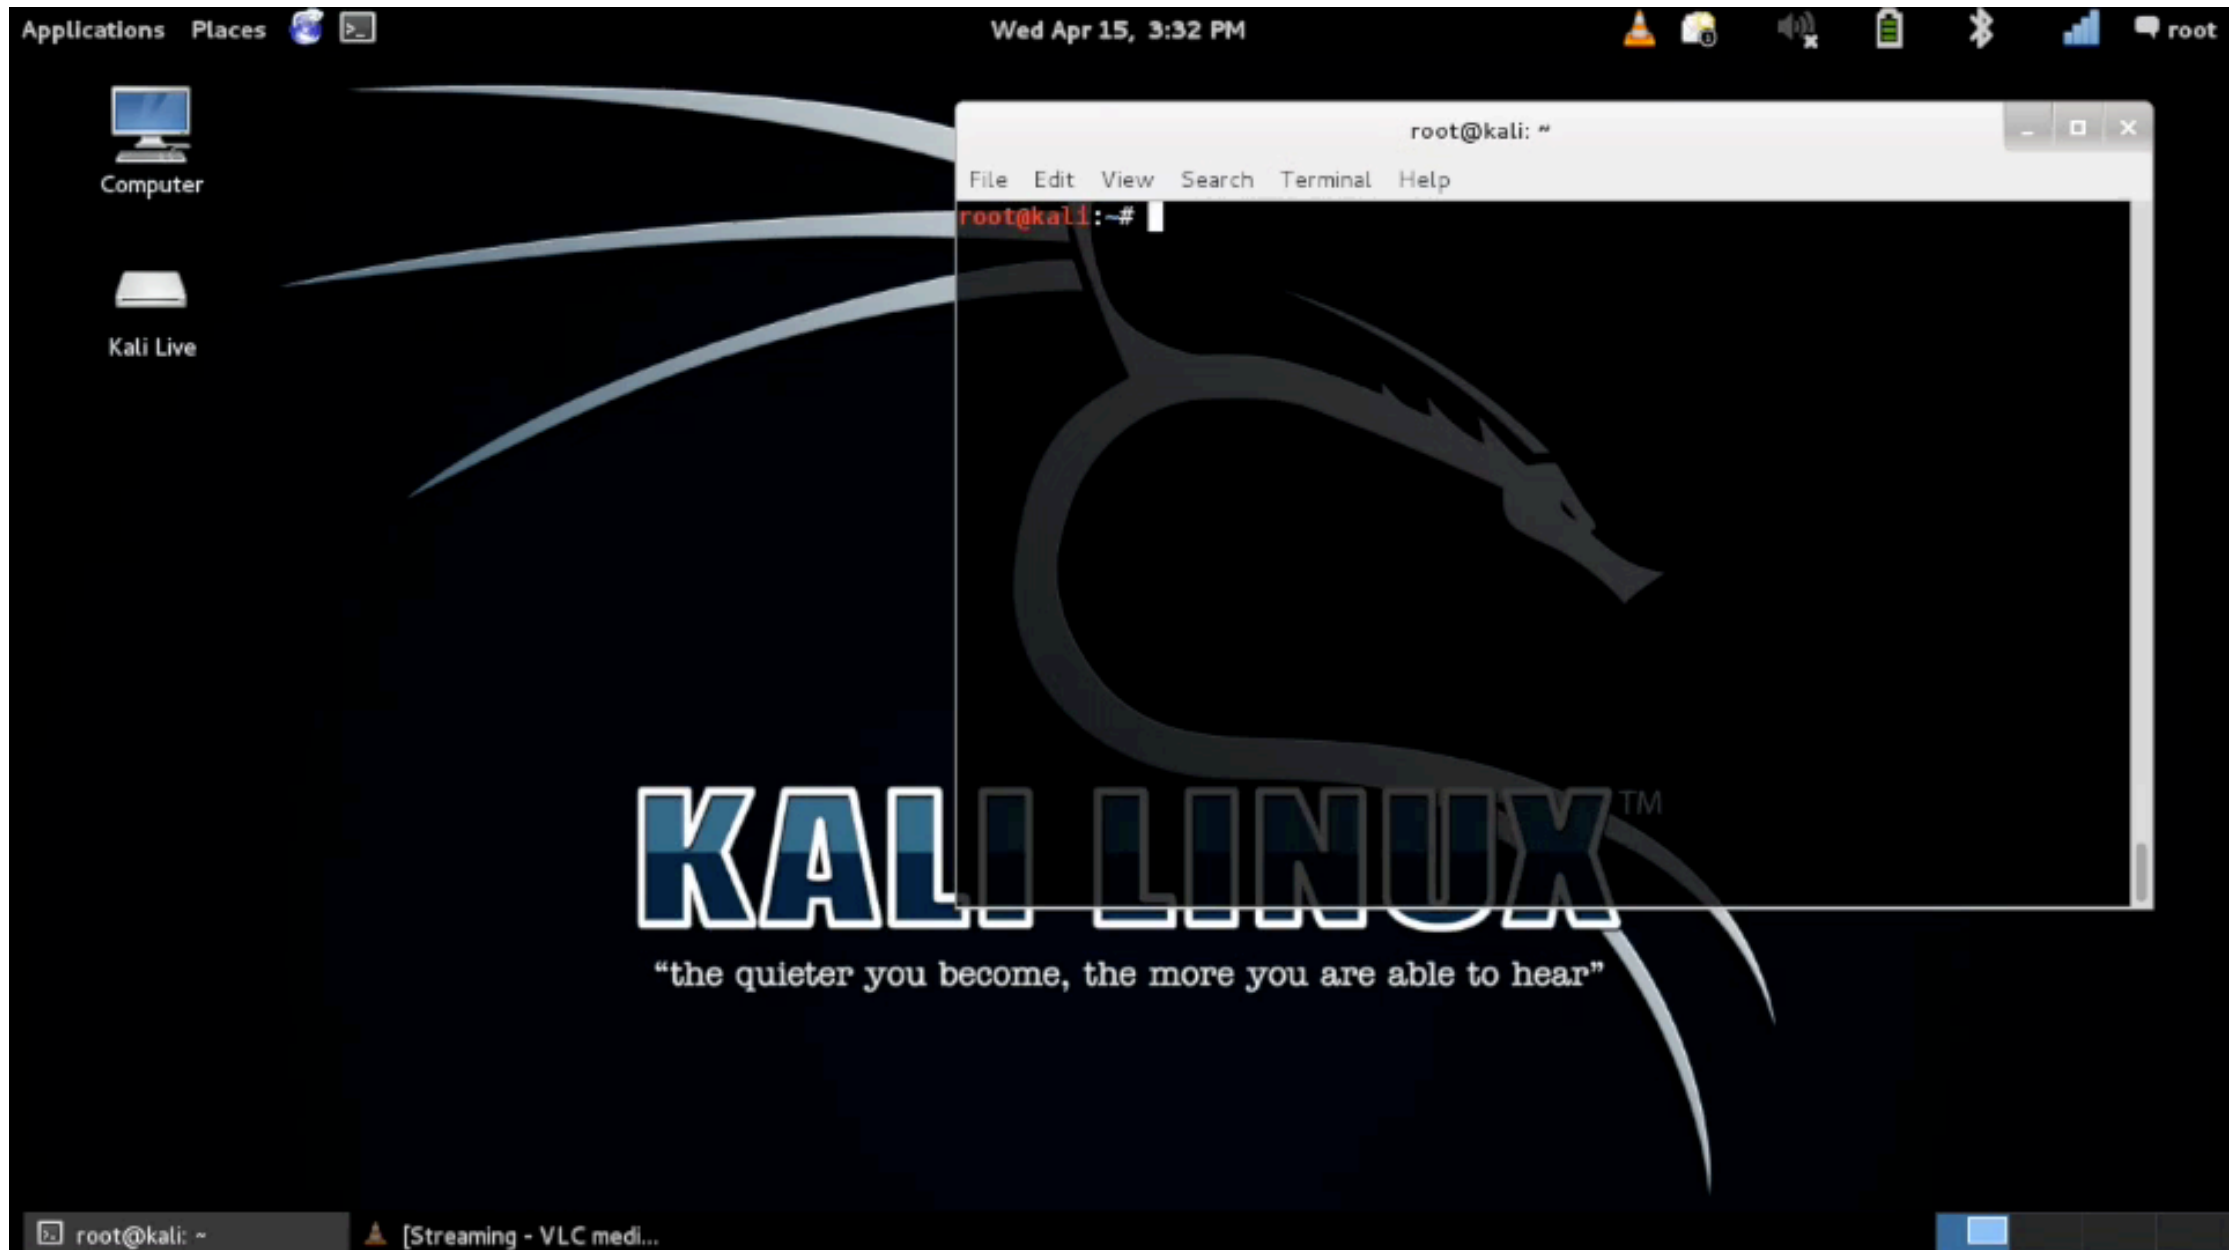 Applications Places Wed Apr 15, 3:32 PM root
Computer
Kali Live
root@kali: ~
File Edit View Search Terminal Help
root@kali:~#
KALI LINUX™
“the quieter you become, the more you are able to hear”
root@kali: ~ [Streaming - VLC medi...